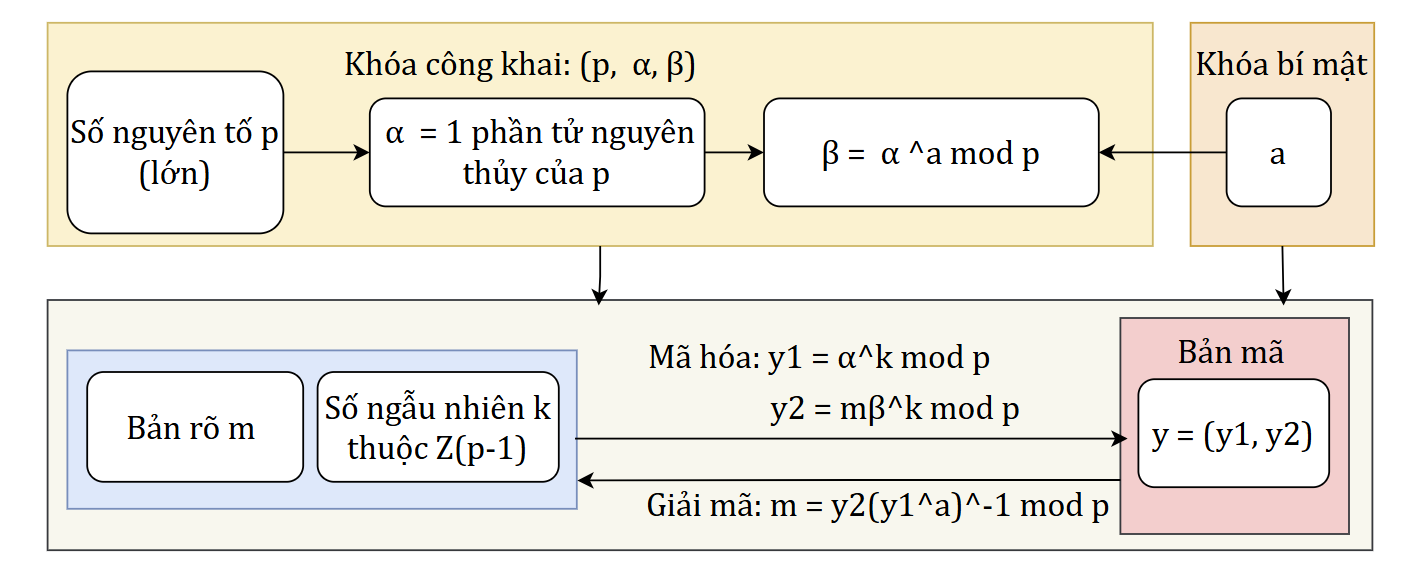 Khóa công khai: (p, α, β)
Khóa bí mật
Số nguyên tố p
(lớn)
α = 1 phần tử nguyên
thủy của p
β = α ^a mod p
a
Mã hóa: y1 = α^k mod p
y2 = mβ^k mod p
Bản mã
Bản rõ m
Số ngẫu nhiên k
thuộc Z(p-1)
y = (y1, y2)
Giải mã: m = y2(y1^a)^-1 mod p